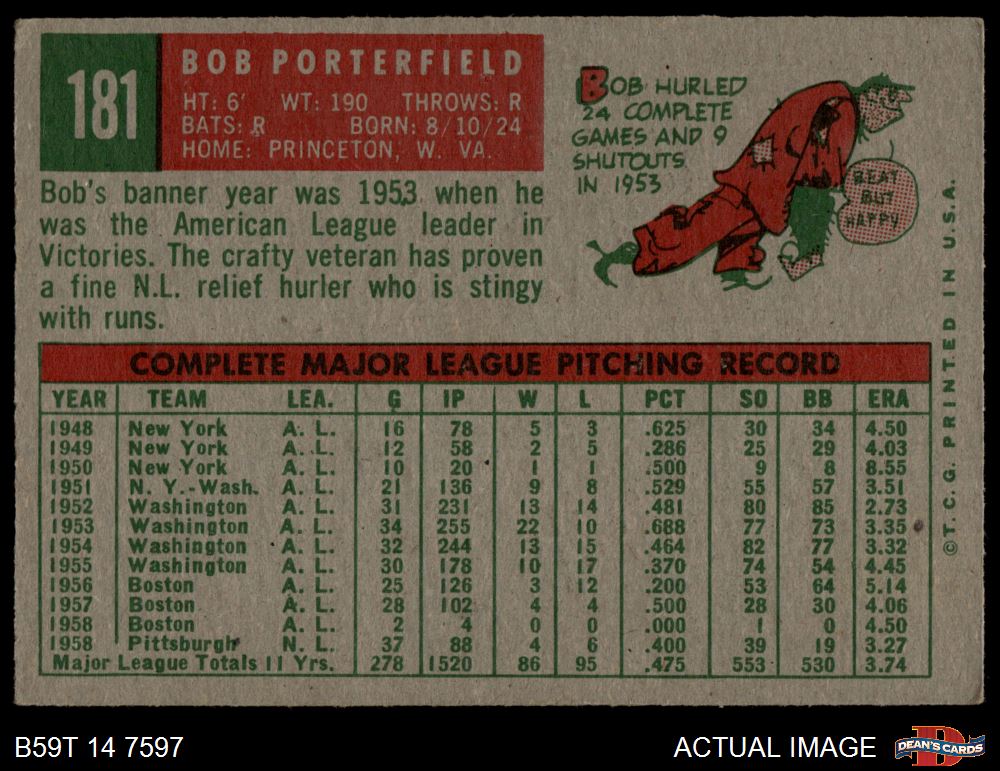 181
BOB PORTERFIELD
HT: 6' WT: 190 THROWS: R
BATS: R BORN: 8/10/24
HOME: PRINCETON, W. VA.
Bob's banner year was 1953 when he
was the American League leader in
Victories. The crafty veteran has proven
a fine N.L. relief hurler who is stingy
with runs.
BOB HURLED
24 COMPLETE
GAMES AND 9
SHUTOUTS
IN 1953
BEAT
BUT
HAPPY
COMPLETE MAJOR LEAGUE PITCHING RECORD
YEAR TEAM LEA. G IP W L PCT SO BB ERA
1948 New York A. L. 16 78 5 3 .625 30 34 4.50
1949 New York A. L. 12 58 2 5 .286 25 29 4.03
1950 New York A. L. 10 20 1 1 .500 9 8 8.55
1951 N. Y.-Wash. A. L. 21 136 9 8 .529 55 57 3.51
1952 Washington A. L. 31 231 13 14 .481 80 85 2.73
1953 Washington A. L. 34 255 22 10 .688 77 73 3.35
1954 Washington A. L. 32 244 13 15 .464 82 77 3.32
1955 Washington A. L. 30 178 10 17 .370 74 54 4.45
1956 Boston A. L. 25 126 3 12 .200 53 64 5.14
1957 Boston A. L. 28 102 4 4 .500 28 30 4.06
1958 Boston A. L. 2 4 0 0 .000 1 0 4.50
1958 Pittsburgh N. L. 37 88 4 6 .400 39 19 3.27
Major League Totals 11 Yrs. 278 1520 86 95 .475 553 530 3.74
©T. C. G. PRINTED IN U.S.A.
B59T 14 7597
ACTUAL IMAGE
DEAN'S CARDS